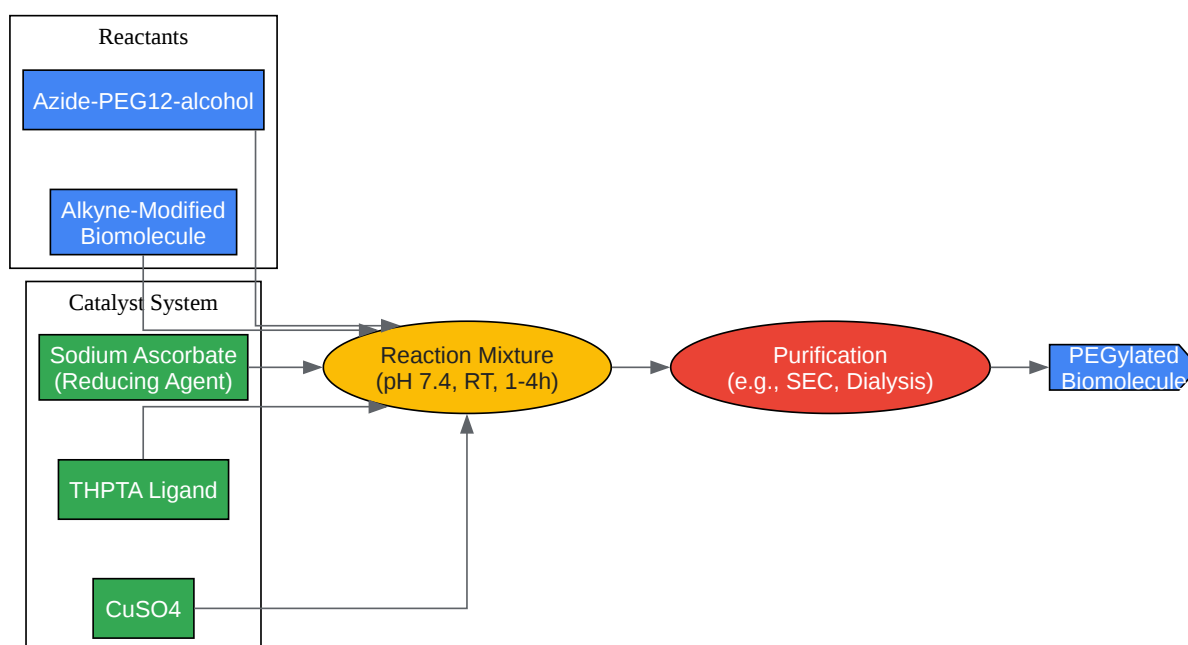 Reactants
Azide-PEG12-alcohol
Alkyne-Modified
Biomolecule
Catalyst System
Sodium Ascorbate
(Reducing Agent)
THPTA Ligand
CuSO4
Reaction Mixture
(pH 7.4, RT, 1-4h)
Purification
(e.g., SEC, Dialysis)
PEGylated
Biomolecule